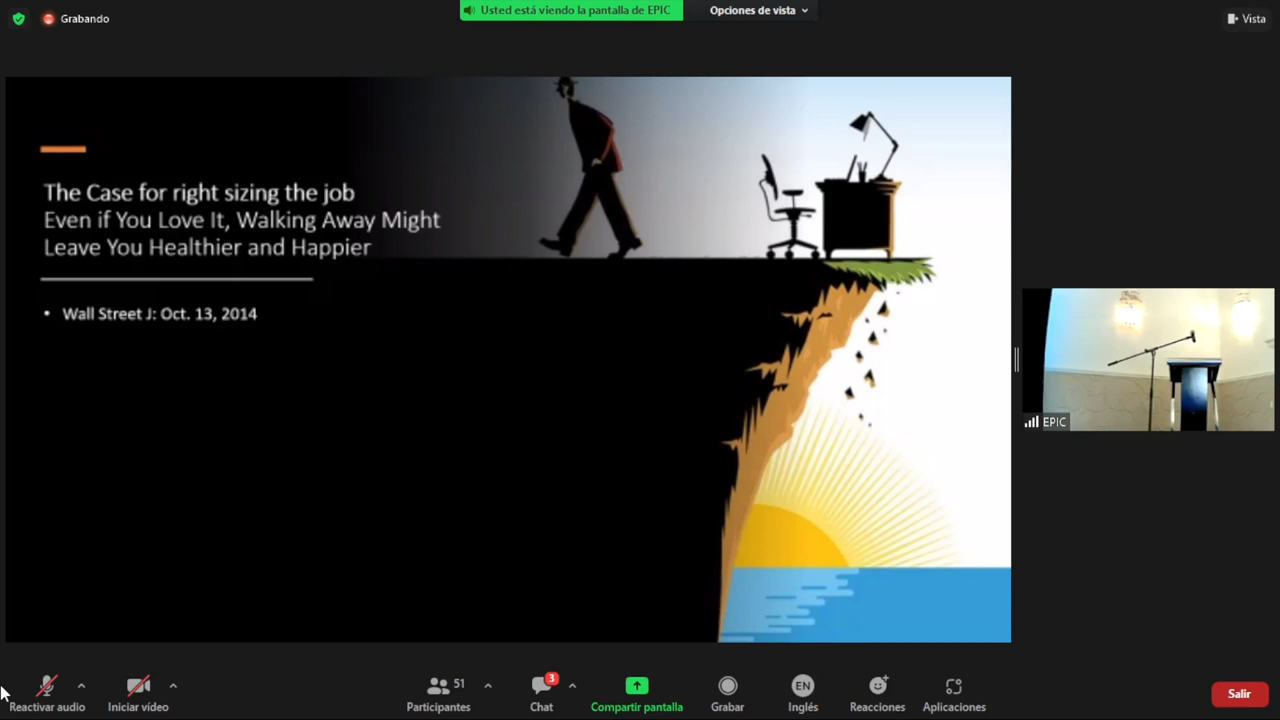 Grabando
Usted está viendo la pantalla de EPIC
Opciones de vista
Vista
The Case for right sizing the job
Even if You Love It, Walking Away Might
Leave You Healthier and Happier
• Wall Street J: Oct. 13, 2014
EPIC
Reactivar audio
Iniciar vídeo
51
Participantes
3
Chat
Compartir pantalla
Grabar
EN
Inglés
Reacciones
Aplicaciones
Salir